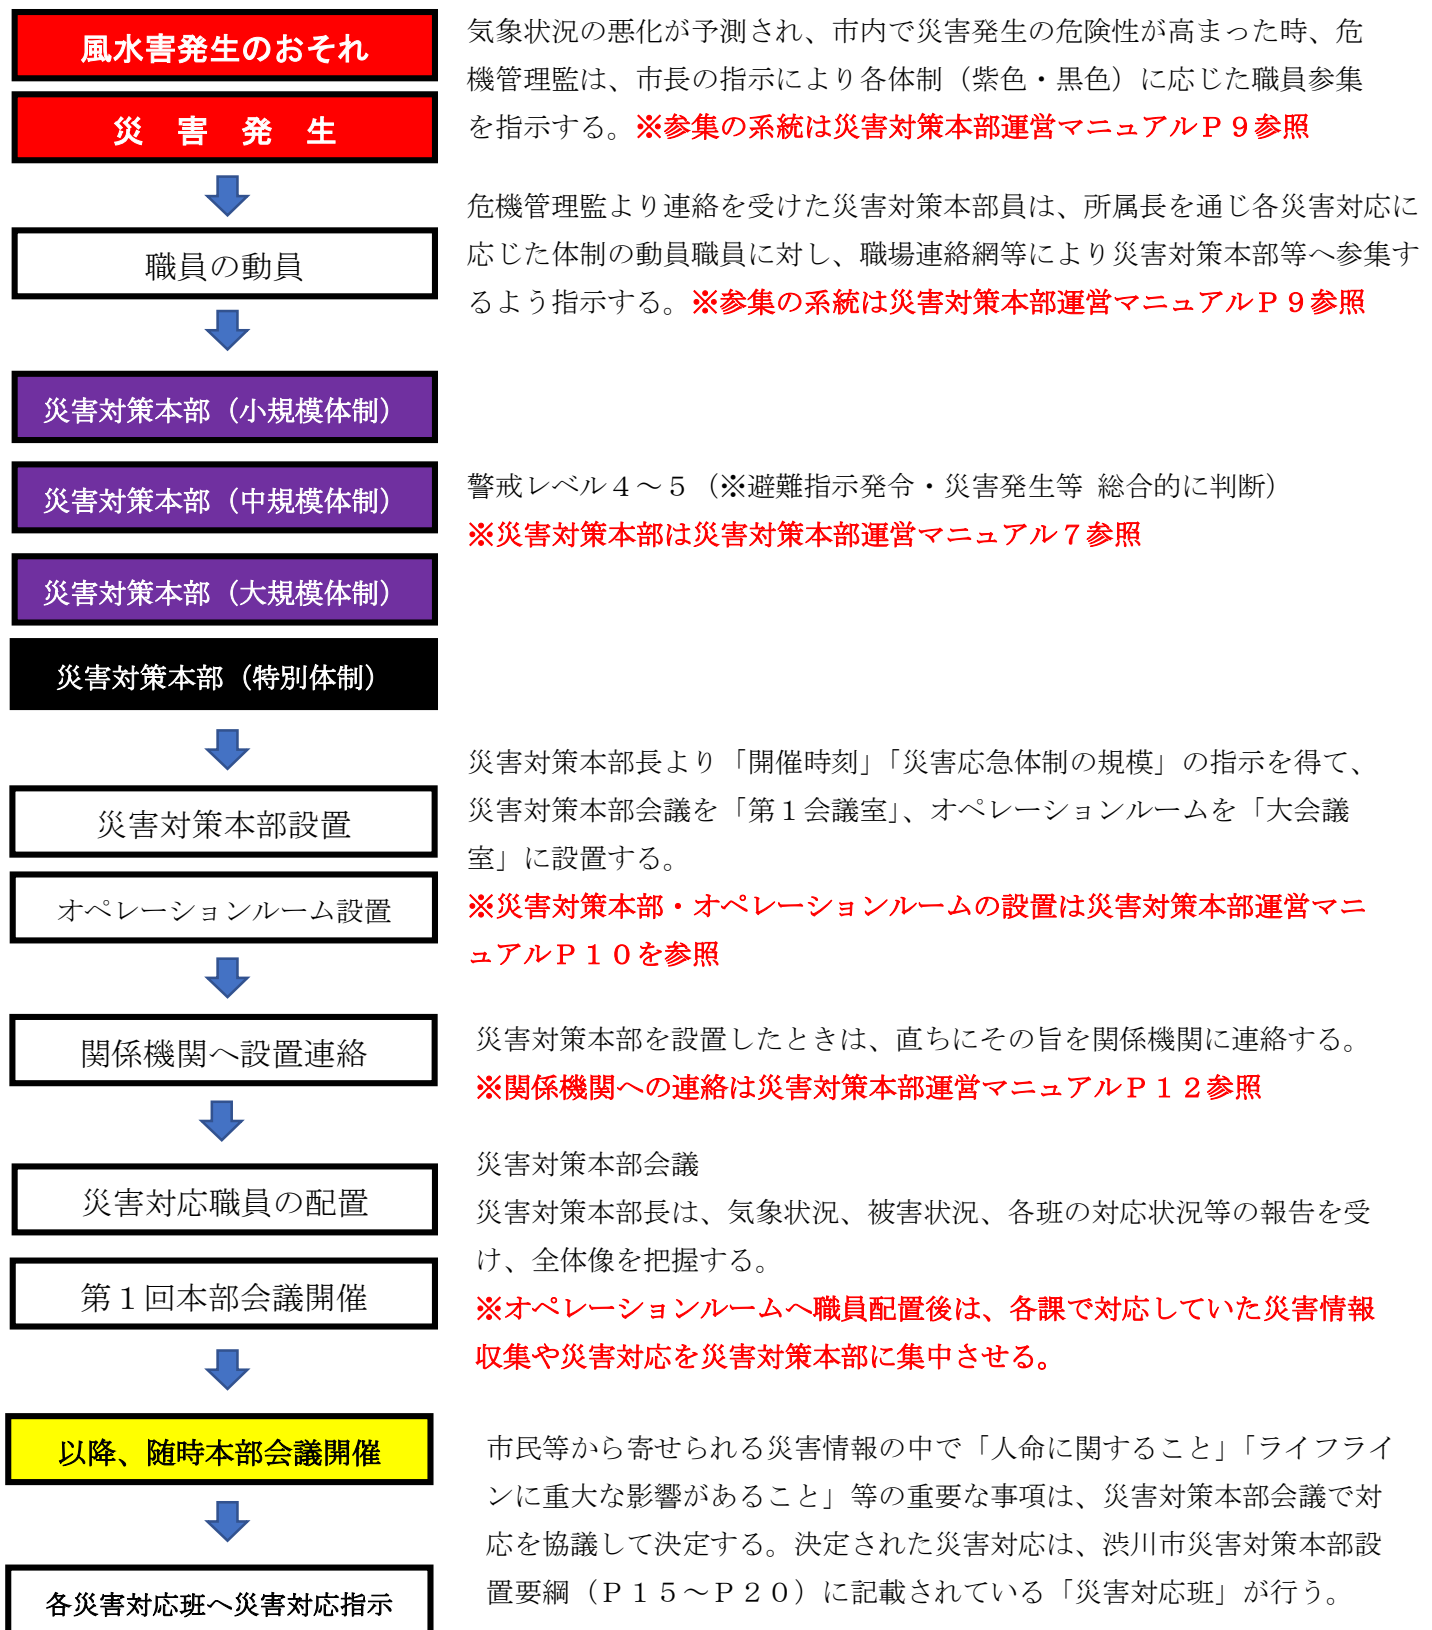 風水害発生のおそれ
災　害　発　生
気象状況の悪化が予測され、市内で災害発生の危険性が高まった時、危
機管理監は、市長の指示により各体制（紫色・黒色）に応じた職員参集
を指示する。※参集の系統は災害対策本部運営マニュアルＰ９参照
職員の動員
危機管理監より連絡を受けた災害対策本部員は、所属長を通じ各災害対応に
応じた体制の動員職員に対し、職場連絡網等により災害対策本部等へ参集す
るよう指示する。※参集の系統は災害対策本部運営マニュアルＰ９参照
災害対策本部（小規模体制）
災害対策本部（中規模体制）
災害対策本部（大規模体制）
災害対策本部（特別体制）
警戒レベル４～５（※避難指示発令・災害発生等 総合的に判断）
※災害対策本部は災害対策本部運営マニュアル７参照
災害対策本部設置
オペレーションルーム設置
災害対策本部長より「開催時刻」「災害応急体制の規模」の指示を得て、
災害対策本部会議を「第１会議室」、オペレーションルームを「大会議
室」に設置する。
※災害対策本部・オペレーションルームの設置は災害対策本部運営マニ
ュアルＰ１０を参照
関係機関へ設置連絡
災害対策本部を設置したときは、直ちにその旨を関係機関に連絡する。
※関係機関への連絡は災害対策本部運営マニュアルＰ１２参照
災害対応職員の配置
第１回本部会議開催
災害対策本部会議
災害対策本部長は、気象状況、被害状況、各班の対応状況等の報告を受
け、全体像を把握する。
※オペレーションルームへ職員配置後は、各課で対応していた災害情報
収集や災害対応を災害対策本部に集中させる。
以降、随時本部会議開催
各災害対応班へ災害対応指示
市民等から寄せられる災害情報の中で「人命に関すること」「ライフライ
ンに重大な影響があること」等の重要な事項は、災害対策本部会議で対
応を協議して決定する。決定された災害対応は、渋川市災害対策本部設
置要綱（Ｐ１５～Ｐ２０）に記載されている「災害対応班」が行う。